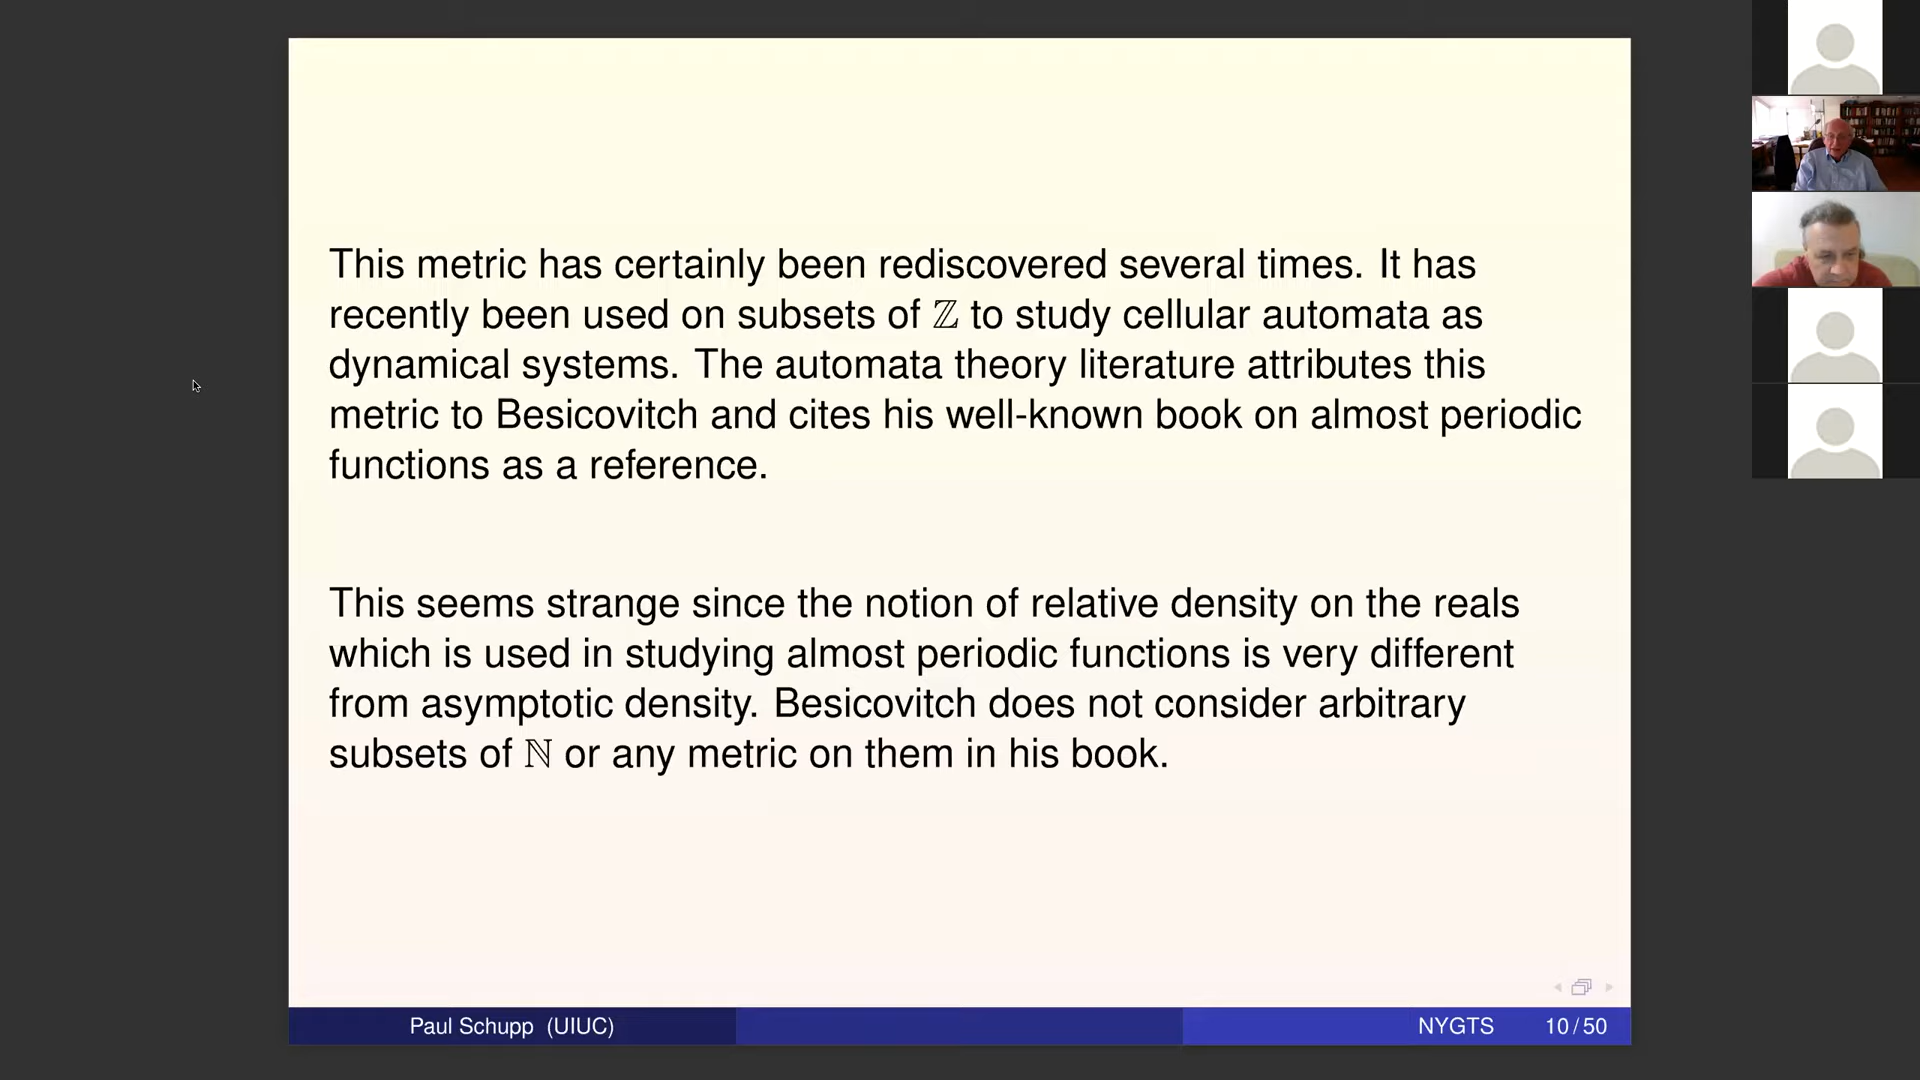 This metric has certainly been rediscovered several times. It has
recently been used on subsets of ℤ to study cellular automata as
dynamical systems. The automata theory literature attributes this
metric to Besicovitch and cites his well-known book on almost periodic
functions as a reference.
This seems strange since the notion of relative density on the reals
which is used in studying almost periodic functions is very different
from asymptotic density. Besicovitch does not consider arbitrary
subsets of ℕ or any metric on them in his book.
Paul Schupp (UIUC) NYGTS 10/50